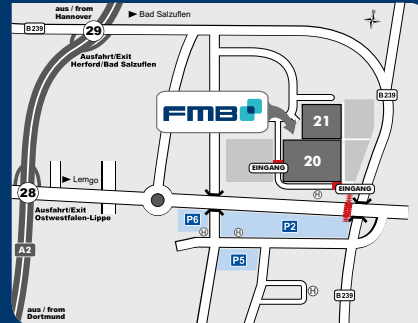 aus / from
Hannover
Bad Salzuflen
B239
29
Ausfahrt/Exit
Herford/Bad Salzuflen
B239
FMB
21
20
EINGANG
EINGANG
H
Lemgo
28
Ausfahrt/Exit
Ostwestfalen-Lippe
P6
P2
H
H
A2
P5
H
B239
aus / from
Dortmund